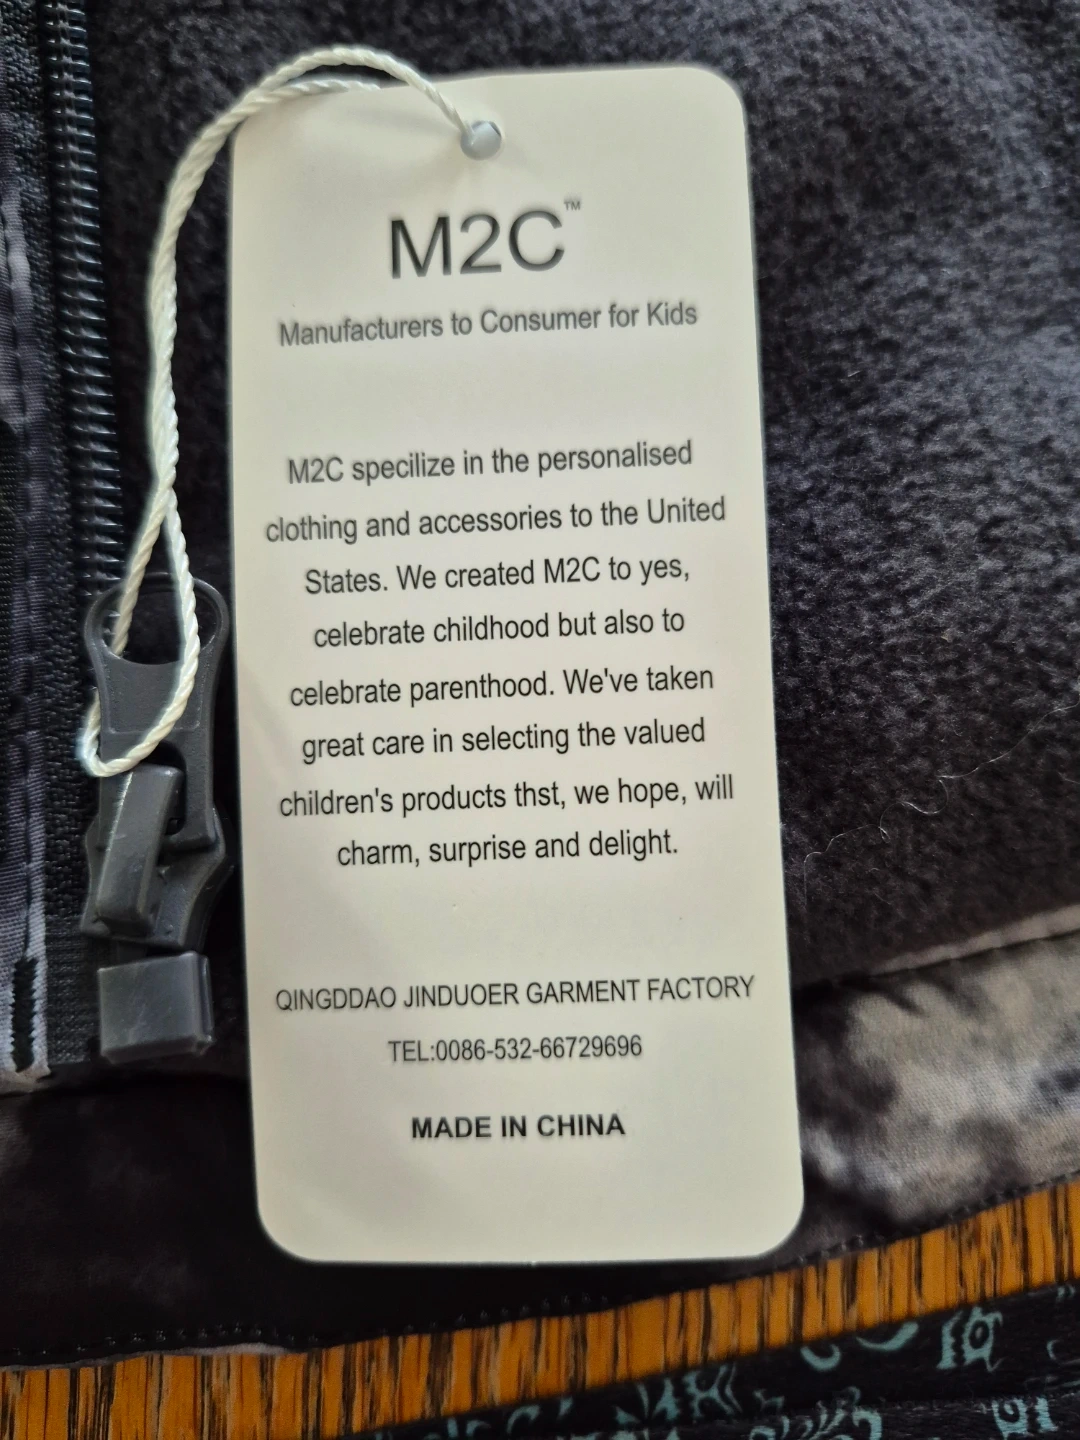 M2C™
Manufacturers to Consumer for Kids
M2C specilize in the personalised
clothing and accessories to the United
States. We created M2C to yes,
celebrate childhood but also to
celebrate parenthood. We've taken
great care in selecting the valued
children's products thst, we hope, will
charm, surprise and delight.
QINGDDAO JINDUOER GARMENT FACTORY
TEL:0086-532-66729696
MADE IN CHINA